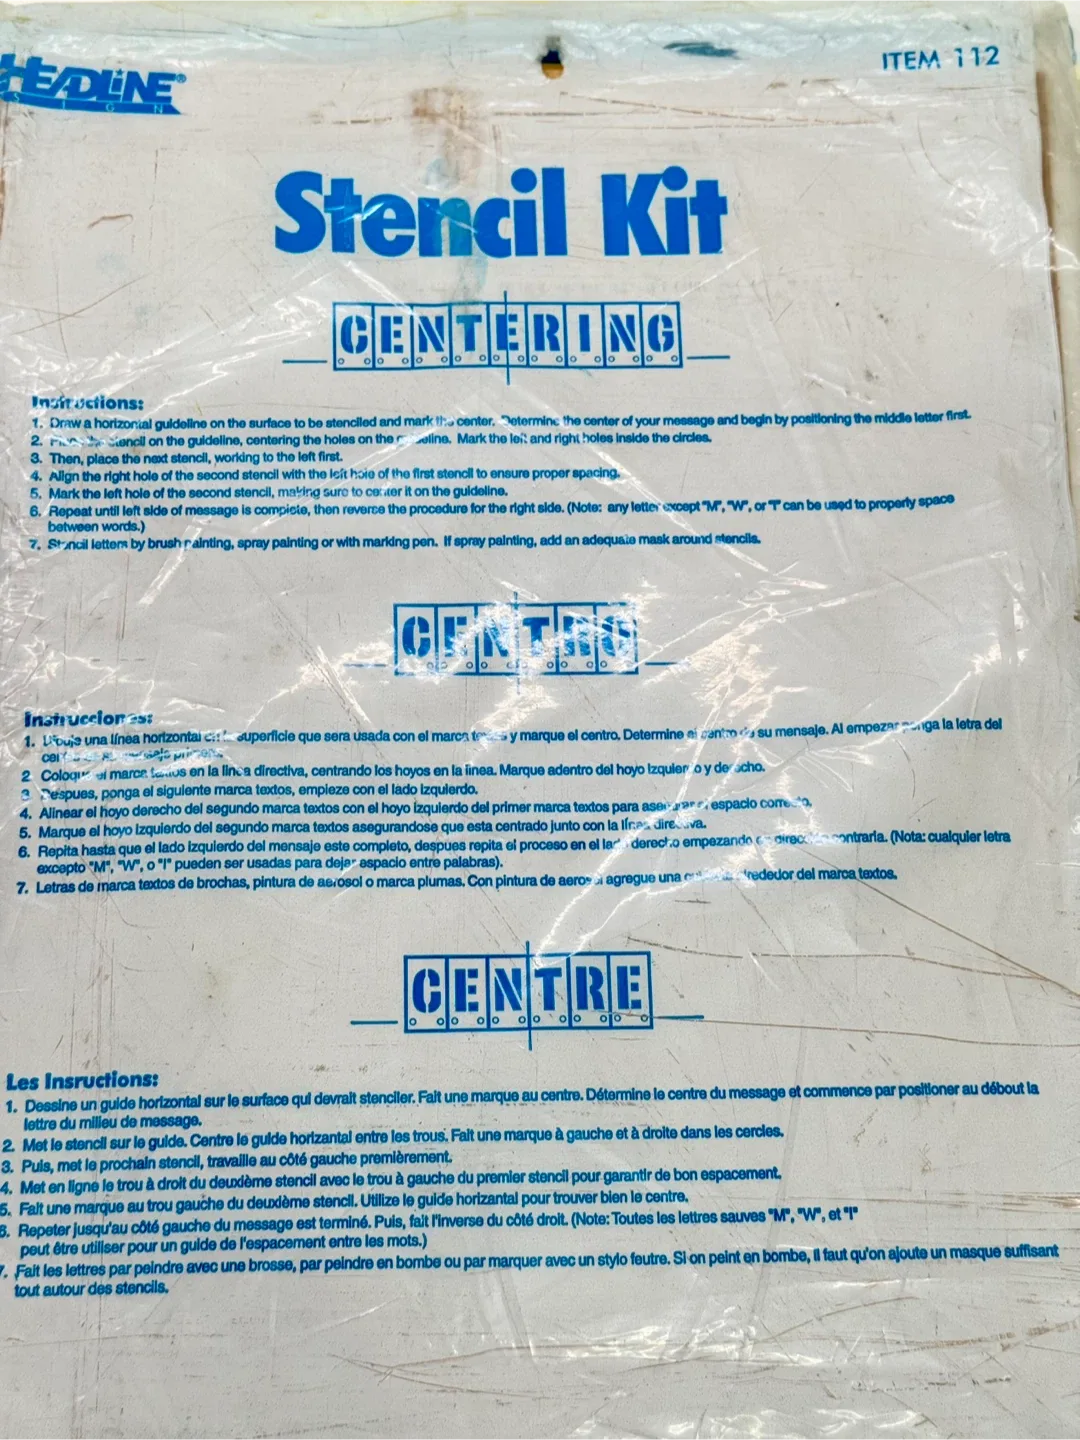 HEADLINE®
SIGN
ITEM 112
Stencil Kit
CENTERING
Instructions:
1. Draw a horizontal guideline on the surface to be stenciled and mark the center. Determine the center of your message and begin by positioning the middle letter first.
2. the stencil on the guideline, centering the holes on the guideline. Mark the left and right holes inside the circles.
3. Then, place the next stencil, working to the left first.
4. Align the right hole of the second stencil with the left hole of the first stencil to ensure proper spacing.
5. Mark the left hole of the second stencil, making sure to center it on the guideline.
6. Repeat until left side of message is complete, then reverse the procedure for the right side. (Note: any letter except "M", "W", or "I" can be used to properly space
between words.)
7. Stencil letters by brush painting, spray painting or with marking pen. If spray painting, add an adequate mask around stencils.
CENTRO
Instrucciones:
1. Dibuje una línea horizontal en la superficie que sera usada con el marca textos y marque el centro. Determine el centro de su mensaje. Al empezar ponga la letra del
2. Coloque el marca textos en la linea directiva, centrando los hoyos en la linea. Marque adentro del hoyo izquierdo y derecho.
3. Despues, ponga el siguiente marca textos, empieze con el lado izquierdo.
4. Alinear el hoyo derecho del segundo marca textos con el hoyo izquierdo del primer marca textos para asegurar el espacio correcto.
5. Marque el hoyo izquierdo del segundo marca textos asegurandose que esta centrado junto con la línea directiva.
6. Repita hasta que el lado izquierdo del mensaje este completo, despues repita el proceso en el lado derecho empezando en dirección contraria. (Nota: cualquier letra
excepto "M", "W", o "I" pueden ser usadas para dejar espacio entre palabras).
7. Letras de marca textos de brochas, pintura de aerosol o marca plumas. Con pintura de aerosol agregue una alrededor del marca textos.
CENTRE
Les Insructions:
1. Dessine un guide horizontal sur le surface qui devrait stenciler. Fait une marque au centre. Détermine le centre du message et commence par positioner au début la
lettre du milieu de message.
2. Met le stencil sur le guide. Centre le guide horizantal entre les trous. Fait une marque à gauche et à droite dans les cercles.
3. Puis, met le prochain stencil, travaille au côté gauche premièrement.
4. Met en ligne le trou à droit du deuxième stencil avec le trou à gauche du premier stencil pour garantir de bon espacement.
5. Fait une marque au trou gauche du deuxième stencil. Utilize le guide horizantal pour trouver bien le centre.
6. Repeter jusqu'au côté gauche du message est terminé. Puis, fait l'inverse du côté droit. (Note: Toutes les lettres sauves "M", "W", et "I"
peut être utiliser pour un guide de l'espacement entre les mots.)
7. Fait les lettres par peindre avec une brosse, par peindre en bombe ou par marquer avec un stylo feutre. Si on peint en bombe, il faut qu'on ajoute un masque suffisant
tout autour des stencils.